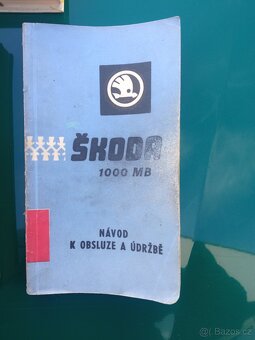 ŠKODA
1000 MB
NÁVOD
K OBSLUZE A ÚDRŽBĚ
Bazos.cz